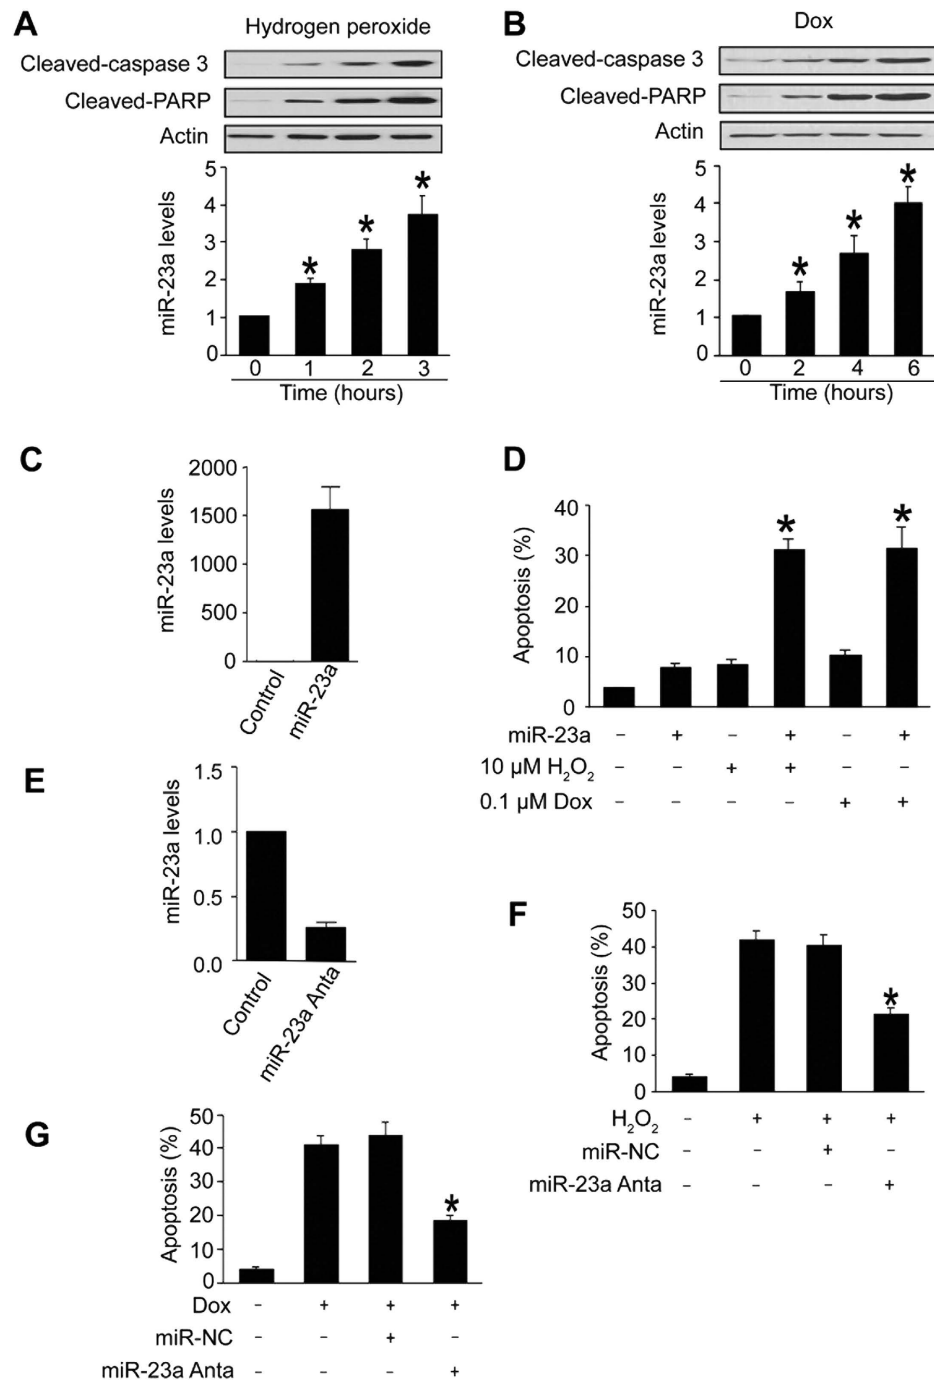 A
Hydrogen peroxide
Cleaved-caspase 3
Cleaved-PARP
Actin
miR-23a levels
5
4
3
2
1
0
0 1 2 3
Time (hours)
* * *
B
Dox
Cleaved-caspase 3
Cleaved-PARP
Actin
miR-23a levels
5
4
3
2
1
0
0 2 4 6
Time (hours)
* * *
C
miR-23a levels
2000
1500
1000
500
0
Control
miR-23a
D
Apoptosis (%)
40
30
20
10
0
* *
miR-23a – + – + – +
10 µM H₂O₂ – – + + – –
0.1 µM Dox – – – – + +
E
miR-23a levels
1.5
1.0
0.5
0.0
Control
miR-23a Anta
F
Apoptosis (%)
50
40
30
20
10
0
*
H₂O₂ – + + +
miR-NC – – + –
miR-23a Anta – – – +
G
Apoptosis (%)
50
40
30
20
10
0
*
Dox – + + +
miR-NC – – + –
miR-23a Anta – – – +